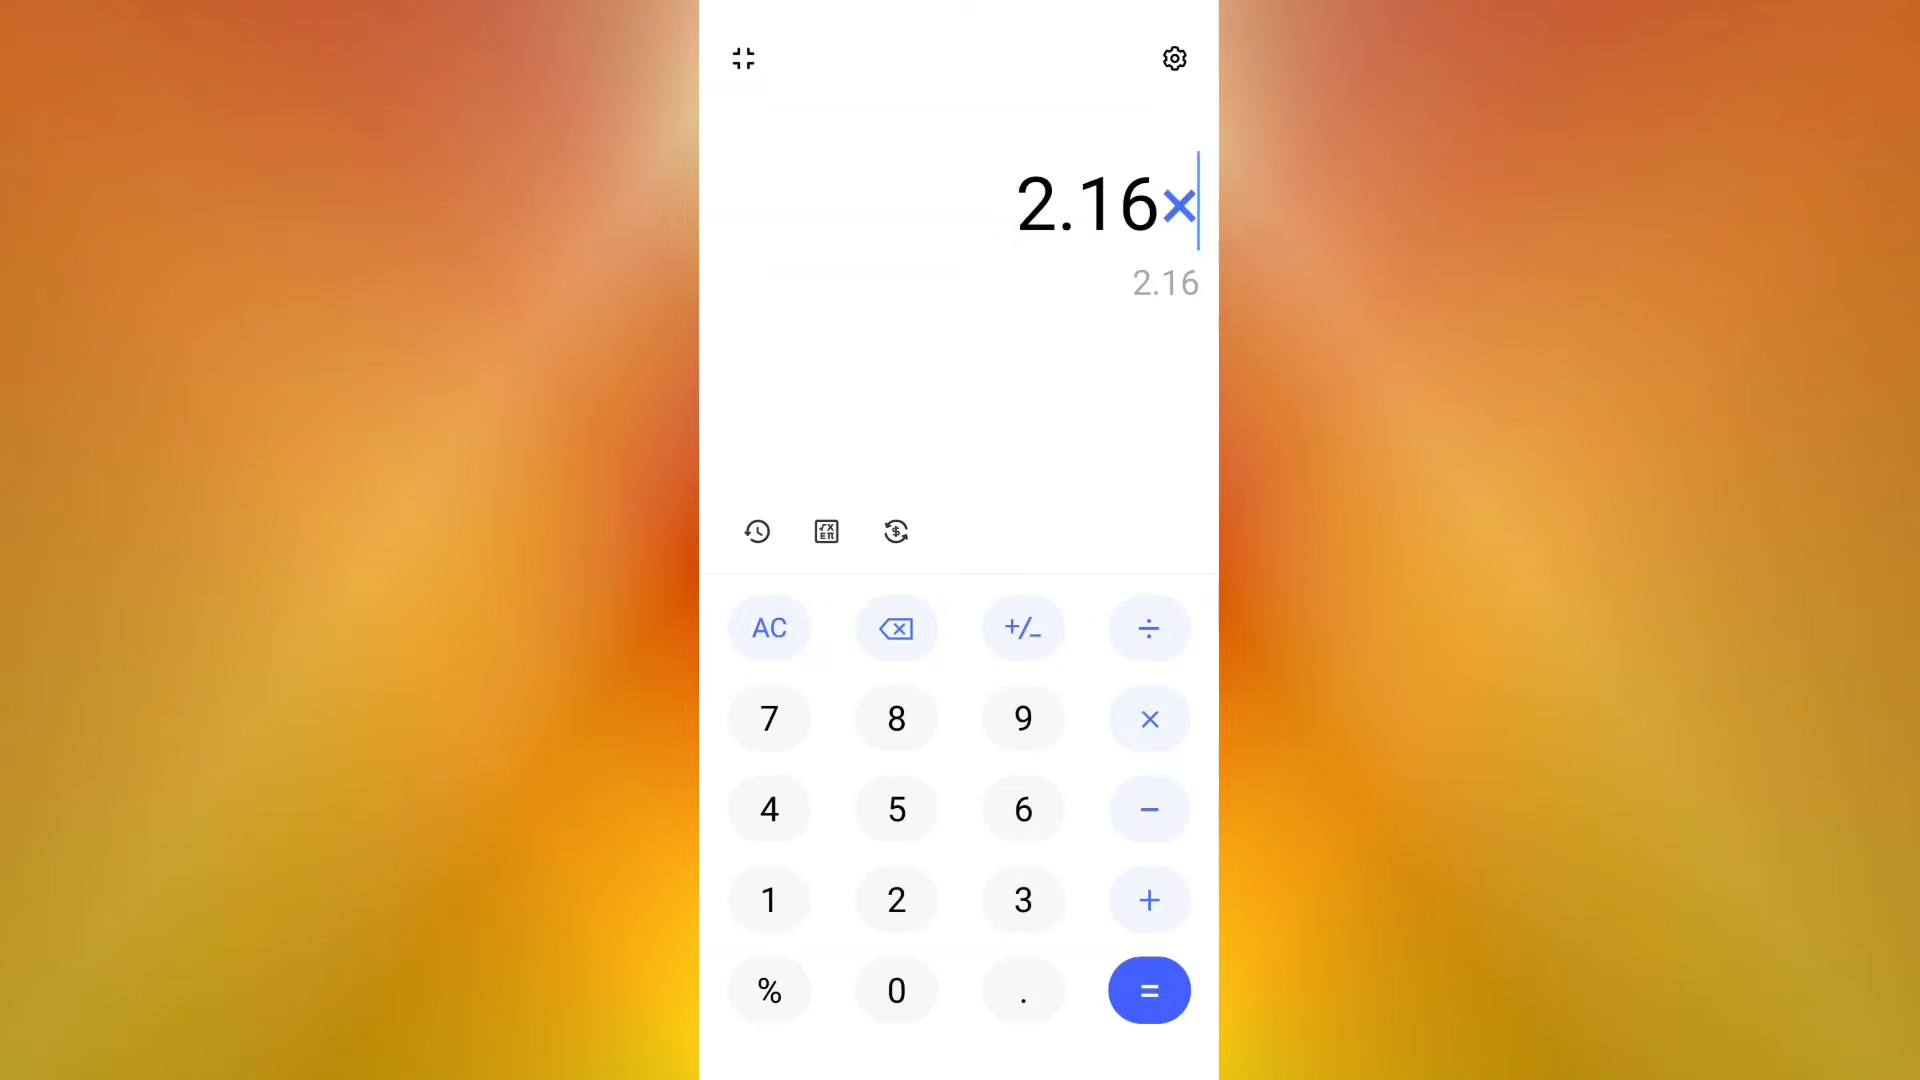 2.16×
2.16
AC +/- ÷
7 8 9 ×
4 5 6 −
1 2 3 +
% 0 . =